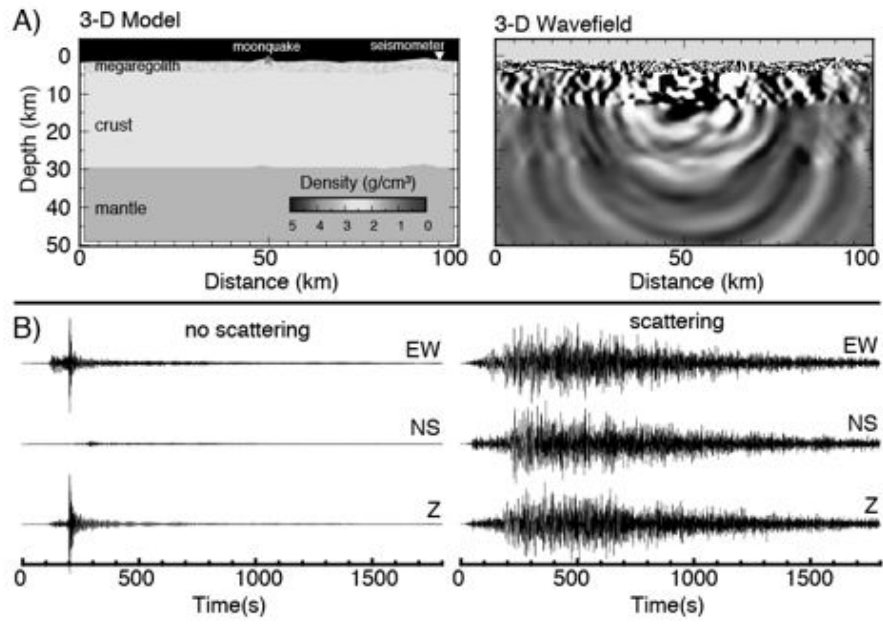 A)
3-D Model
3-D Wavefield
moonquake
seismometer
megaregolith
crust
mantle
Density (g/cm³)
5 4 3 2 1 0
Depth (km)
0
10
20
30
40
50
0 50 100
Distance (km)
0 50 100
Distance (km)
B)
no scattering
scattering
EW
EW
NS
NS
Z
Z
0 500 1000 1500
Time(s)
0 500 1000 1500
Time(s)